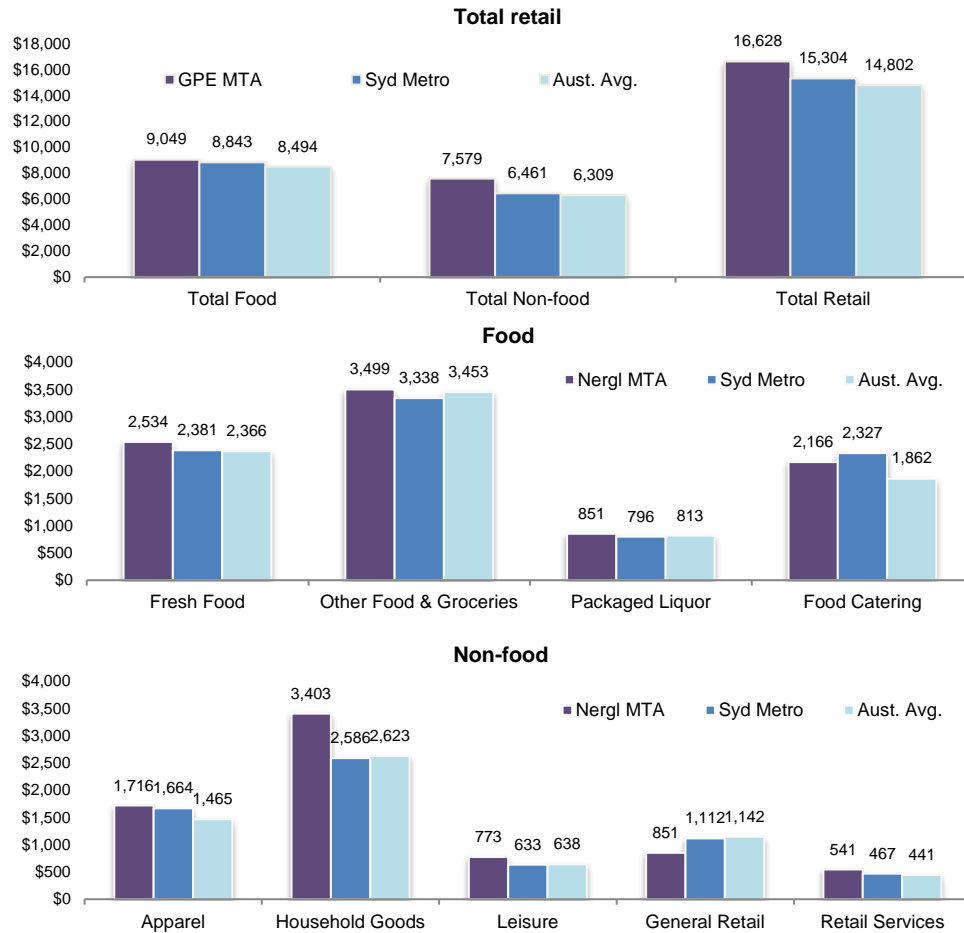 Total retail
$18,000
$16,000
$14,000
$12,000
$10,000
$8,000
$6,000
$4,000
$2,000
$0
GPE MTA Syd Metro Aust. Avg.
9,049 8,843 8,494
7,579 6,461 6,309
16,628 15,304 14,802
Total Food Total Non-food Total Retail
Food
$4,000
$3,500
$3,000
$2,500
$2,000
$1,500
$1,000
$500
$0
Nergl MTA Syd Metro Aust. Avg.
2,534 2,381 2,366
3,499 3,338 3,453
851 796 813
2,166 2,327 1,862
Fresh Food Other Food & Groceries Packaged Liquor Food Catering
Non-food
$4,000
$3,500
$3,000
$2,500
$2,000
$1,500
$1,000
$500
$0
Nergl MTA Syd Metro Aust. Avg.
1,716 1,664 1,465
3,403 2,586 2,623
773 633 638
851 1,112 1,142
541 467 441
Apparel Household Goods Leisure General Retail Retail Services